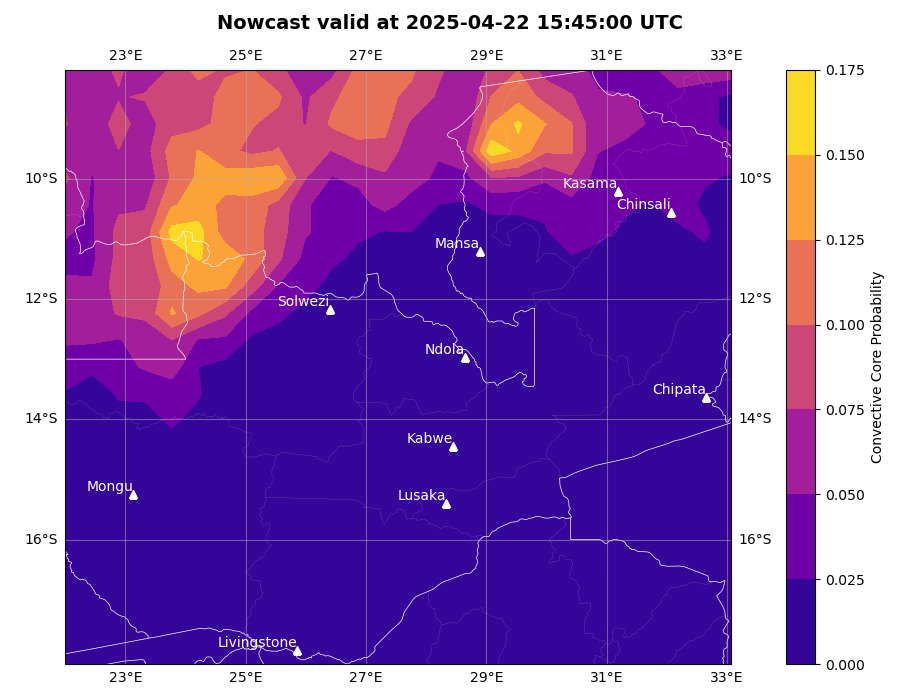 Nowcast valid at 2025-04-22 15:45:00 UTC
23°E 25°E 27°E 29°E 31°E 33°E
0.175
0.150
10°S 10°S
Kasama
Chinsali
0.125
Mansa
12°S 12°S
Solwezi
0.100
Ndola
Chipata
0.075
14°S 14°S
Kabwe
Convective Core Probability
Mongu
Lusaka
0.050
16°S 16°S
0.025
Livingstone
0.000
23°E 25°E 27°E 29°E 31°E 33°E